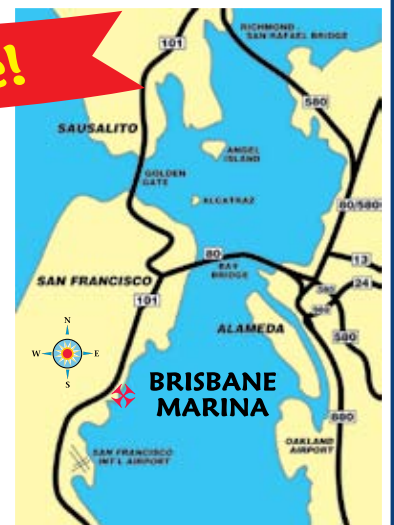 e!
RICHMOND -
SAN RAFAEL BRIDGE
101
580
SAUSALITO
ANGEL
ISLAND
GOLDEN
GATE
ALCATRAZ
80/580
80
BAY
BRIDGE
13
24
SAN FRANCISCO
101
580
N
W
E
S
ALAMEDA
580
BRISBANE
MARINA
880
OAKLAND
AIRPORT
SAN FRANCISCO
INT'L AIRPORT